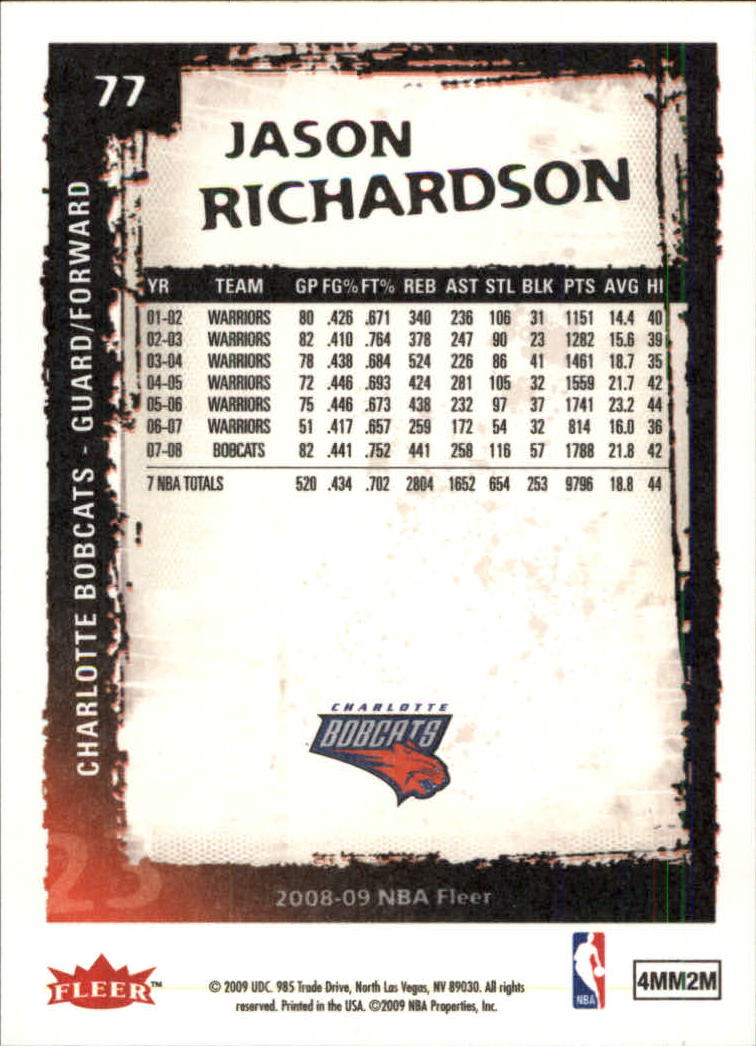 77
JASON
RICHARDSON
CHARLOTTE BOBCATS - GUARD/FORWARD
YR TEAM GP FG% FT% REB AST STL BLK PTS AVG HI
01-02 WARRIORS 80 .426 .671 340 236 106 31 1151 14.4 40
02-03 WARRIORS 82 .410 .764 378 247 90 23 1282 15.6 39
03-04 WARRIORS 78 .438 .684 524 226 86 41 1461 18.7 35
04-05 WARRIORS 72 .446 .693 424 281 105 32 1559 21.7 42
05-06 WARRIORS 75 .446 .673 438 232 97 37 1741 23.2 44
06-07 WARRIORS 51 .417 .657 259 172 54 32 814 16.0 36
07-08 BOBCATS 82 .441 .752 441 258 116 57 1788 21.8 42
7 NBA TOTALS 520 .434 .702 2804 1652 654 253 9796 18.8 44
CHARLOTTE
BOBCATS
23
2008-09 NBA Fleer
FLEER™
© 2009 UDC. 985 Trade Drive, North Las Vegas, NV 89030. All rights
reserved. Printed in the USA. ©2009 NBA Properties, Inc.
NBA
4MM2M